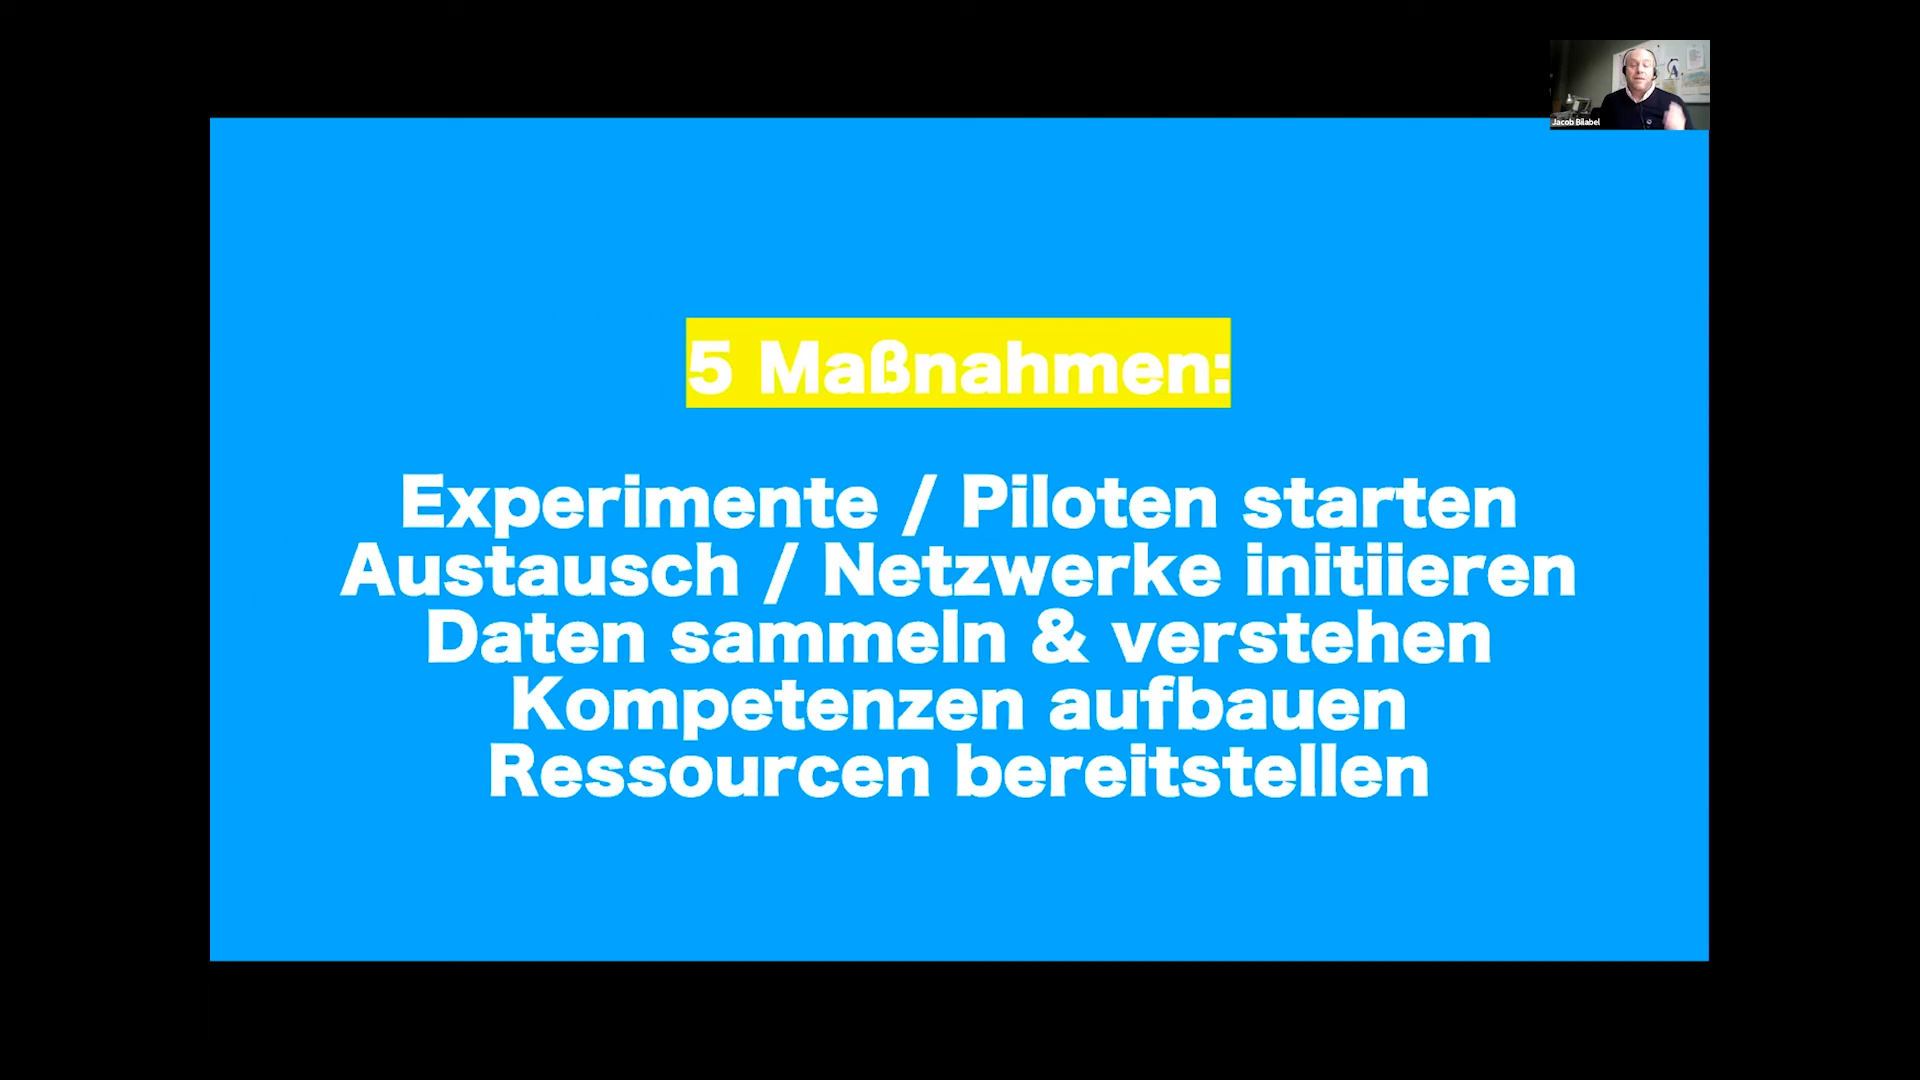 Jacob Bilabel
5 Maßnahmen:
Experimente / Piloten starten
Austausch / Netzwerke initiieren
Daten sammeln & verstehen
Kompetenzen aufbauen
Ressourcen bereitstellen